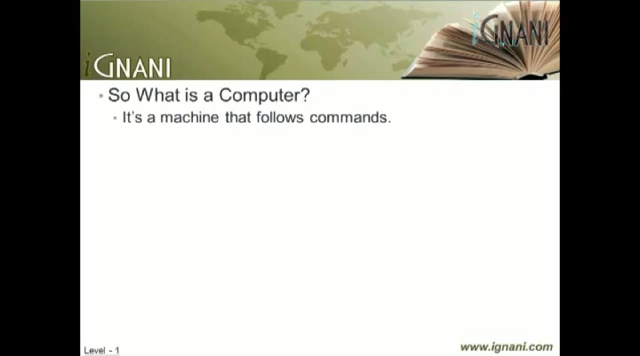 iGNANI
iGNANI
• So What is a Computer?
• It's a machine that follows commands.
Level - 1
www.ignani.com